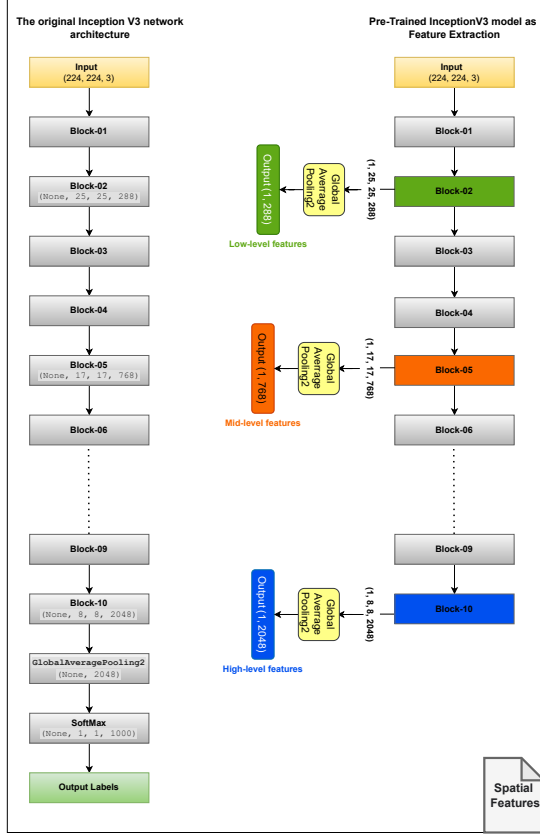 The original Inception V3 network
architecture
Input
(224, 224, 3)
Block-01
Block-02
(None, 25, 25, 288)
Block-03
Block-04
Block-05
(None, 17, 17, 768)
Block-06
Block-09
Block-10
(None, 8, 8, 2048)
GlobalAveragePooling2
(None, 2048)
SoftMax
(None, 1, 1, 1000)
Output Labels
Pre-Trained InceptionV3 model as
Feature Extraction
Input
(224, 224, 3)
Block-01
Block-02
(1, 25, 25, 288)
Global
Averrage
Pooling2
Output (1, 288)
Low-level features
Block-03
Block-04
Block-05
(1, 17, 17, 768)
Global
Averrage
Pooling2
Output (1, 768)
Mid-level features
Block-06
Block-09
Block-10
(1, 8, 8, 2048)
Global
Averrage
Pooling2
Output (1, 2048)
High-level features
Spatial
Features